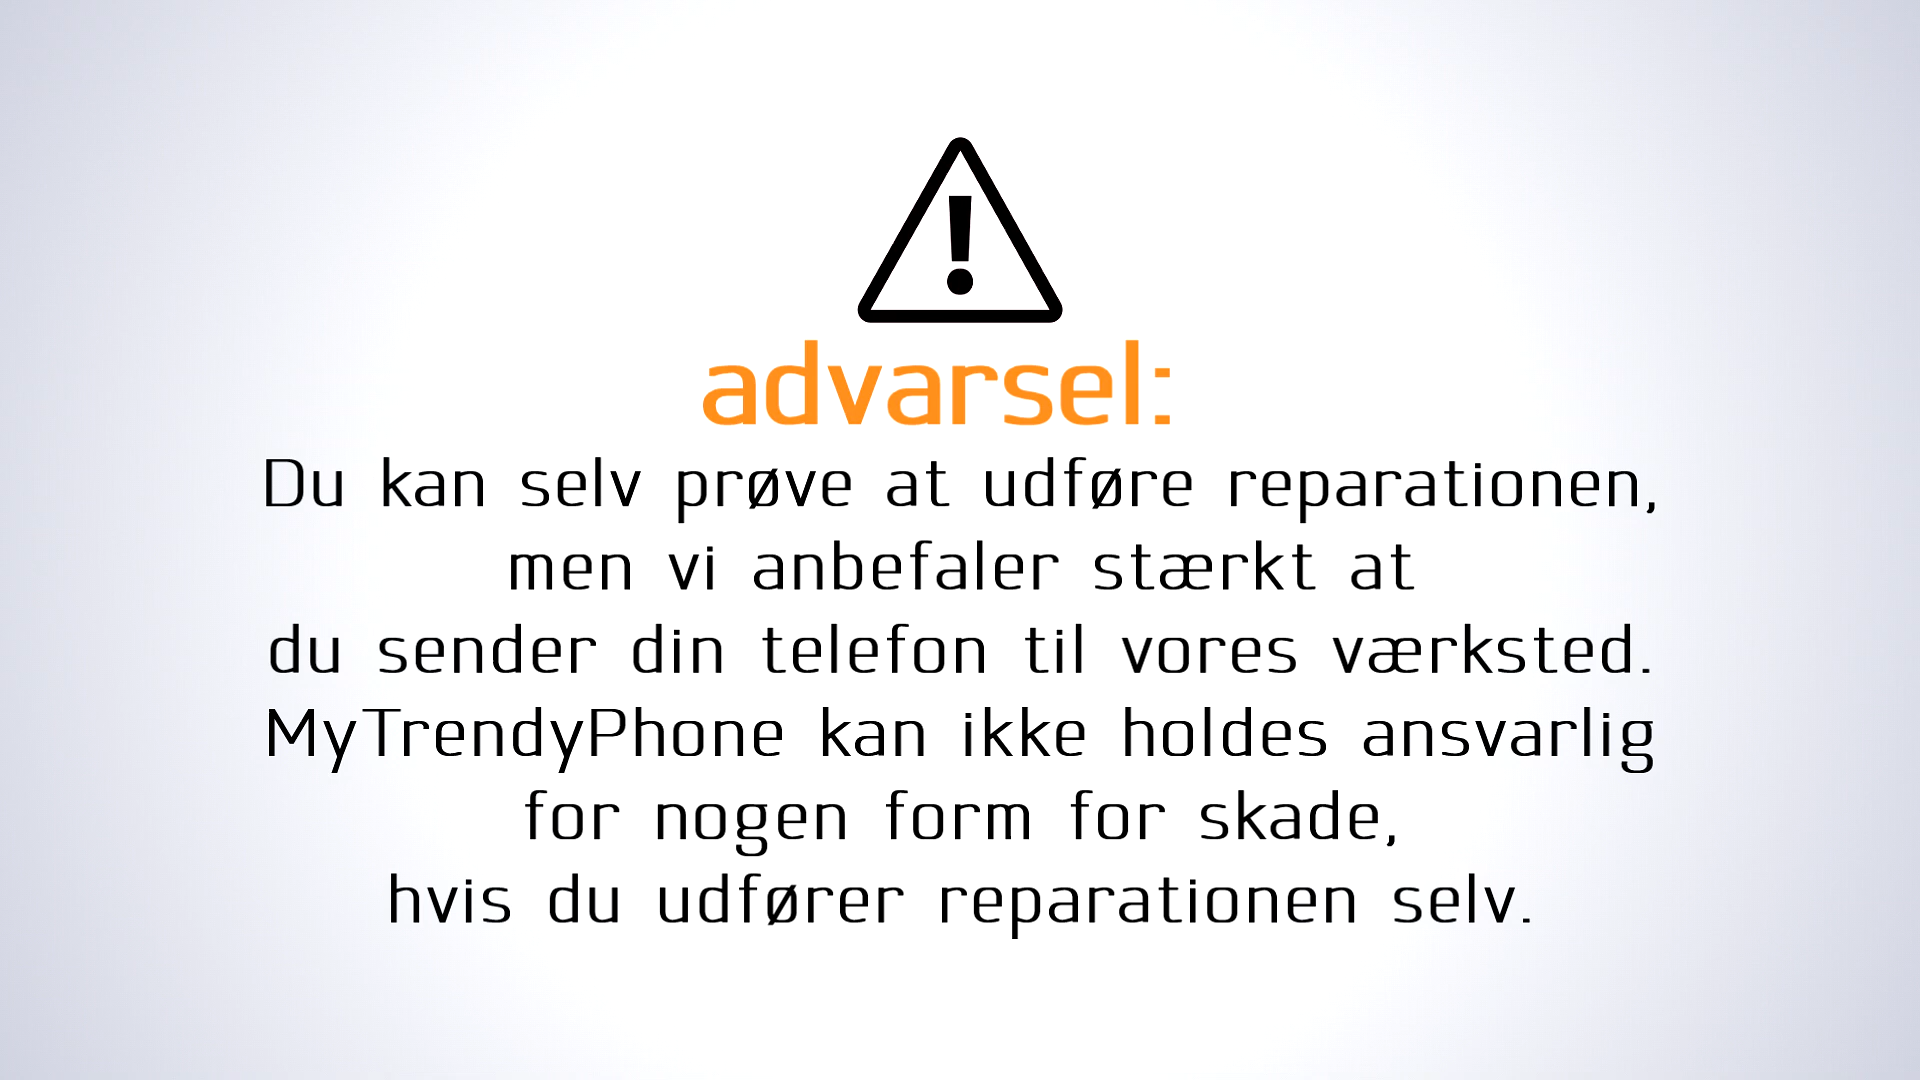 advarsel:
Du kan selv prøve at udføre reparationen,
men vi anbefaler stærkt at
du sender din telefon til vores værksted.
MyTrendyPhone kan ikke holdes ansvarlig
for nogen form for skade,
hvis du udfører reparationen selv.